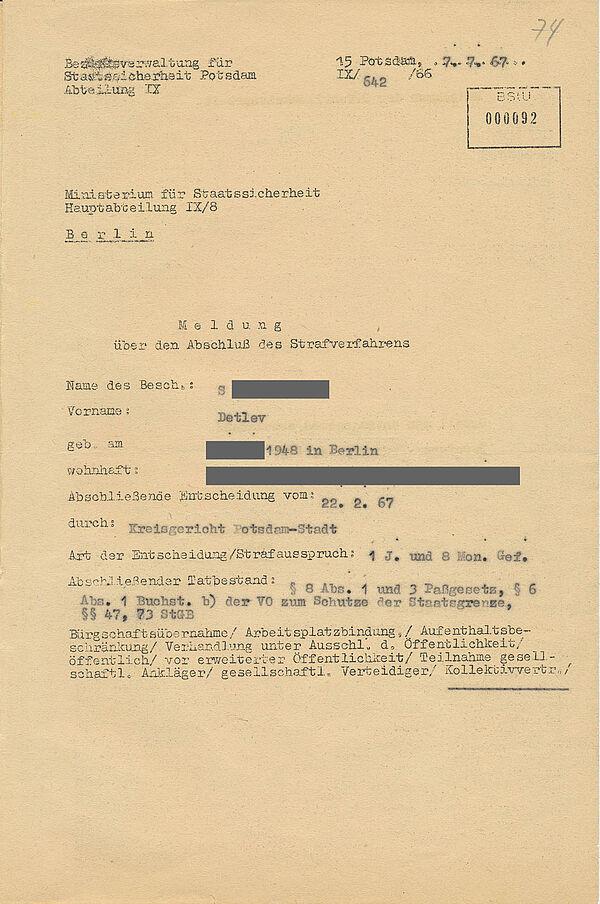 74
Bezirksverwaltung für
Staatssicherheit Potsdam
Abteilung IX
15 Potsdam, . 7. 7. 67. .
IX/ 642 /66
BStU
000092
Ministerium für Staatssicherheit
Hauptabteilung IX/8
B e r l i n
M e l d u n g
über den Abschluß des Strafverfahrens
Name des Besch.: S
Vorname: Detlev
geb. am 1948 in Berlin
wohnhaft:
Abschließende Entscheidung vom: 22. 2. 67
durch: Kreisgericht Potsdam-Stadt
Art der Entscheidung/Strafausspruch: 1 J. und 8 Mon. Gef.
Abschließender Tatbestand: § 8 Abs. 1 und 3 Paßgesetz, § 6
Abs. 1 Buchst. b) der VO zum Schutze der Staatsgrenze,
§§ 47, 73 StGB
Bürgschaftsübernahme/ Arbeitsplatzbindung,/ Aufenthaltsbe-
schränkung/ Verhandlung unter Ausschl. d. Öffentlichkeit/
öffentlich/ vor erweiterter Öffentlichkeit/ Teilnahme gesell-
schaftl. Ankläger/ gesellschaftl. Verteidiger/ Kollektivvertr./